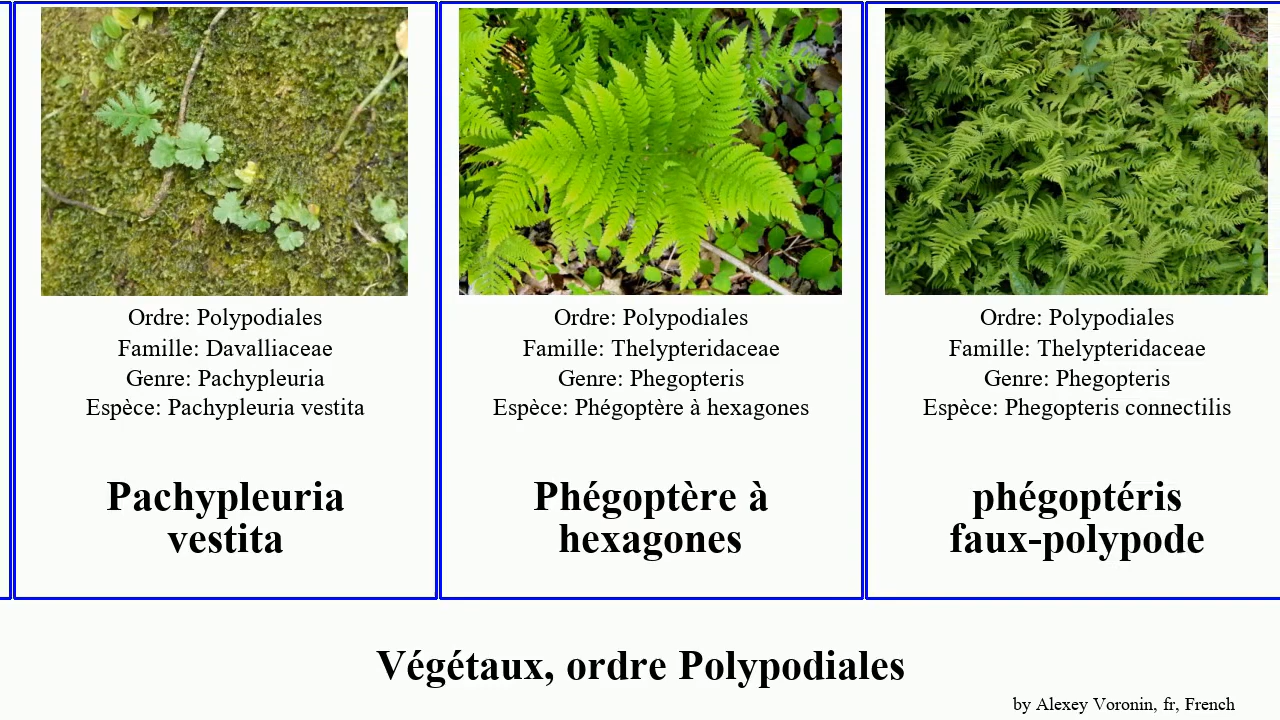 Ordre: Polypodiales
Famille: Davalliaceae
Genre: Pachypleuria
Espèce: Pachypleuria vestita
Pachypleuria
vestita
Ordre: Polypodiales
Famille: Thelypteridaceae
Genre: Phegopteris
Espèce: Phégoptère à hexagones
Phégoptère à
hexagones
Ordre: Polypodiales
Famille: Thelypteridaceae
Genre: Phegopteris
Espèce: Phegopteris connectilis
phégoptéris
faux-polypode
Végétaux, ordre Polypodiales
by Alexey Voronin, fr, French